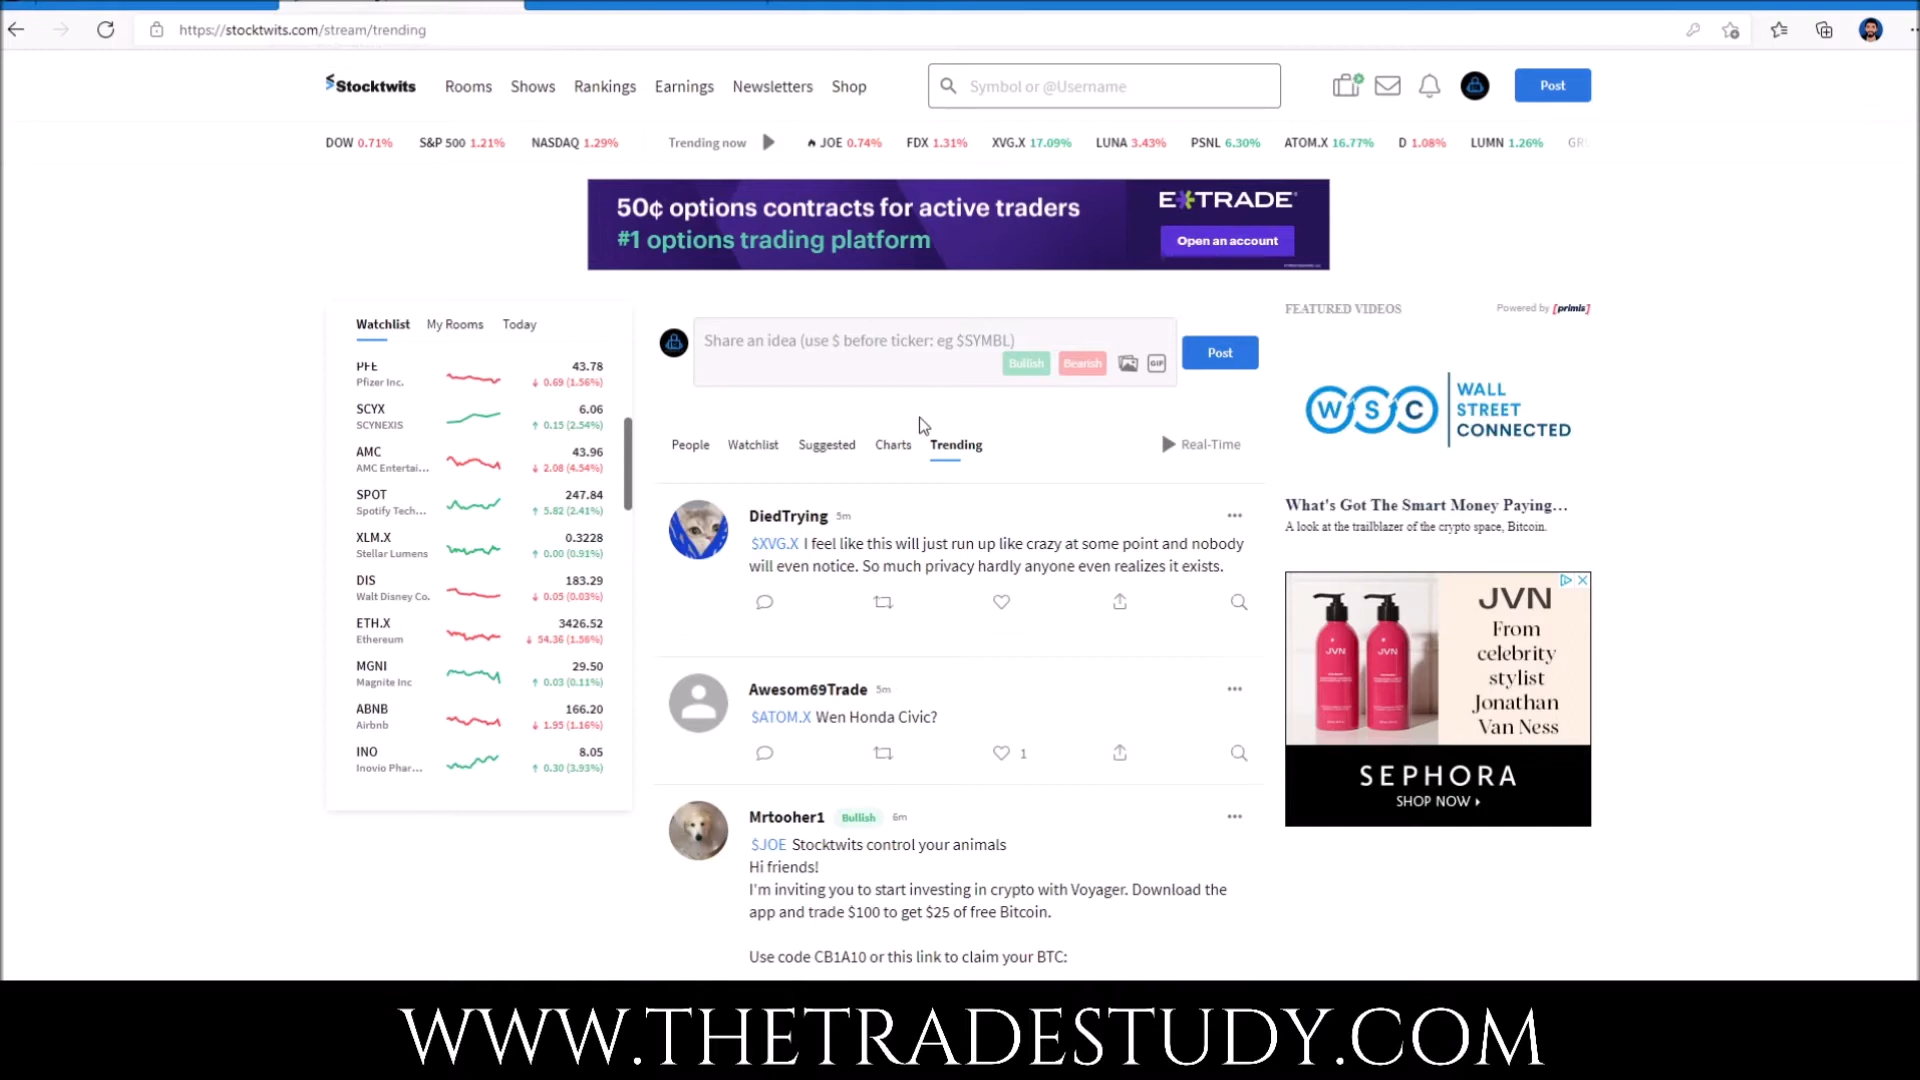 https://stocktwits.com/stream/trending
Stocktwits Rooms Shows Rankings Earnings Newsletters Shop Symbol or @Username Post
DOW 0.71% S&P 500 1.21% NASDAQ 1.29% Trending now JOE 0.74% FDX 1.31% XVG.X 17.09% LUNA 3.43% PSNL 6.30% ATOM.X 16.77% D 1.08% LUMN 1.26%
50¢ options contracts for active traders
#1 options trading platform
E*TRADE
Open an account
Watchlist My Rooms Today
PFE 43.78
Pfizer Inc. ↓ 0.69 (1.56%)
SCYX 6.06
SCYNEXIS ↑ 0.15 (2.54%)
AMC 43.96
AMC Entertai... ↓ 2.08 (4.54%)
SPOT 247.84
Spotify Tech... ↑ 5.82 (2.41%)
XLM.X 0.3228
Stellar Lumens ↑ 0.00 (0.91%)
DIS 183.29
Walt Disney Co. ↓ 0.05 (0.03%)
ETH.X 3426.52
Ethereum ↓ 54.36 (1.56%)
MGNI 29.50
Magnite Inc ↑ 0.03 (0.11%)
ABNB 166.20
Airbnb ↓ 1.95 (1.16%)
INO 8.05
Inovio Phar... ↑ 0.30 (3.93%)
Share an idea (use $ before ticker: eg $SYMBL)
Bullish Bearish GIF
Post
People Watchlist Suggested Charts Trending Real-Time
DiedTrying 5m
$XVG.X I feel like this will just run up like crazy at some point and nobody
will even notice. So much privacy hardly anyone even realizes it exists.
Awesom69Trade 5m
$ATOM.X Wen Honda Civic?
1
Mrtooher1 Bullish 6m
$JOE Stocktwits control your animals
Hi friends!
I'm inviting you to start investing in crypto with Voyager. Download the
app and trade $100 to get $25 of free Bitcoin.
Use code CB1A10 or this link to claim your BTC:
FEATURED VIDEOS Powered by [primis]
WSC WALL
STREET
CONNECTED
What's Got The Smart Money Paying...
A look at the trailblazer of the crypto space, Bitcoin.
JVN
From
celebrity
stylist
Jonathan
Van Ness
JVN JVN
SEPHORA
SHOP NOW
WWW.THETRADESTUDY.COM